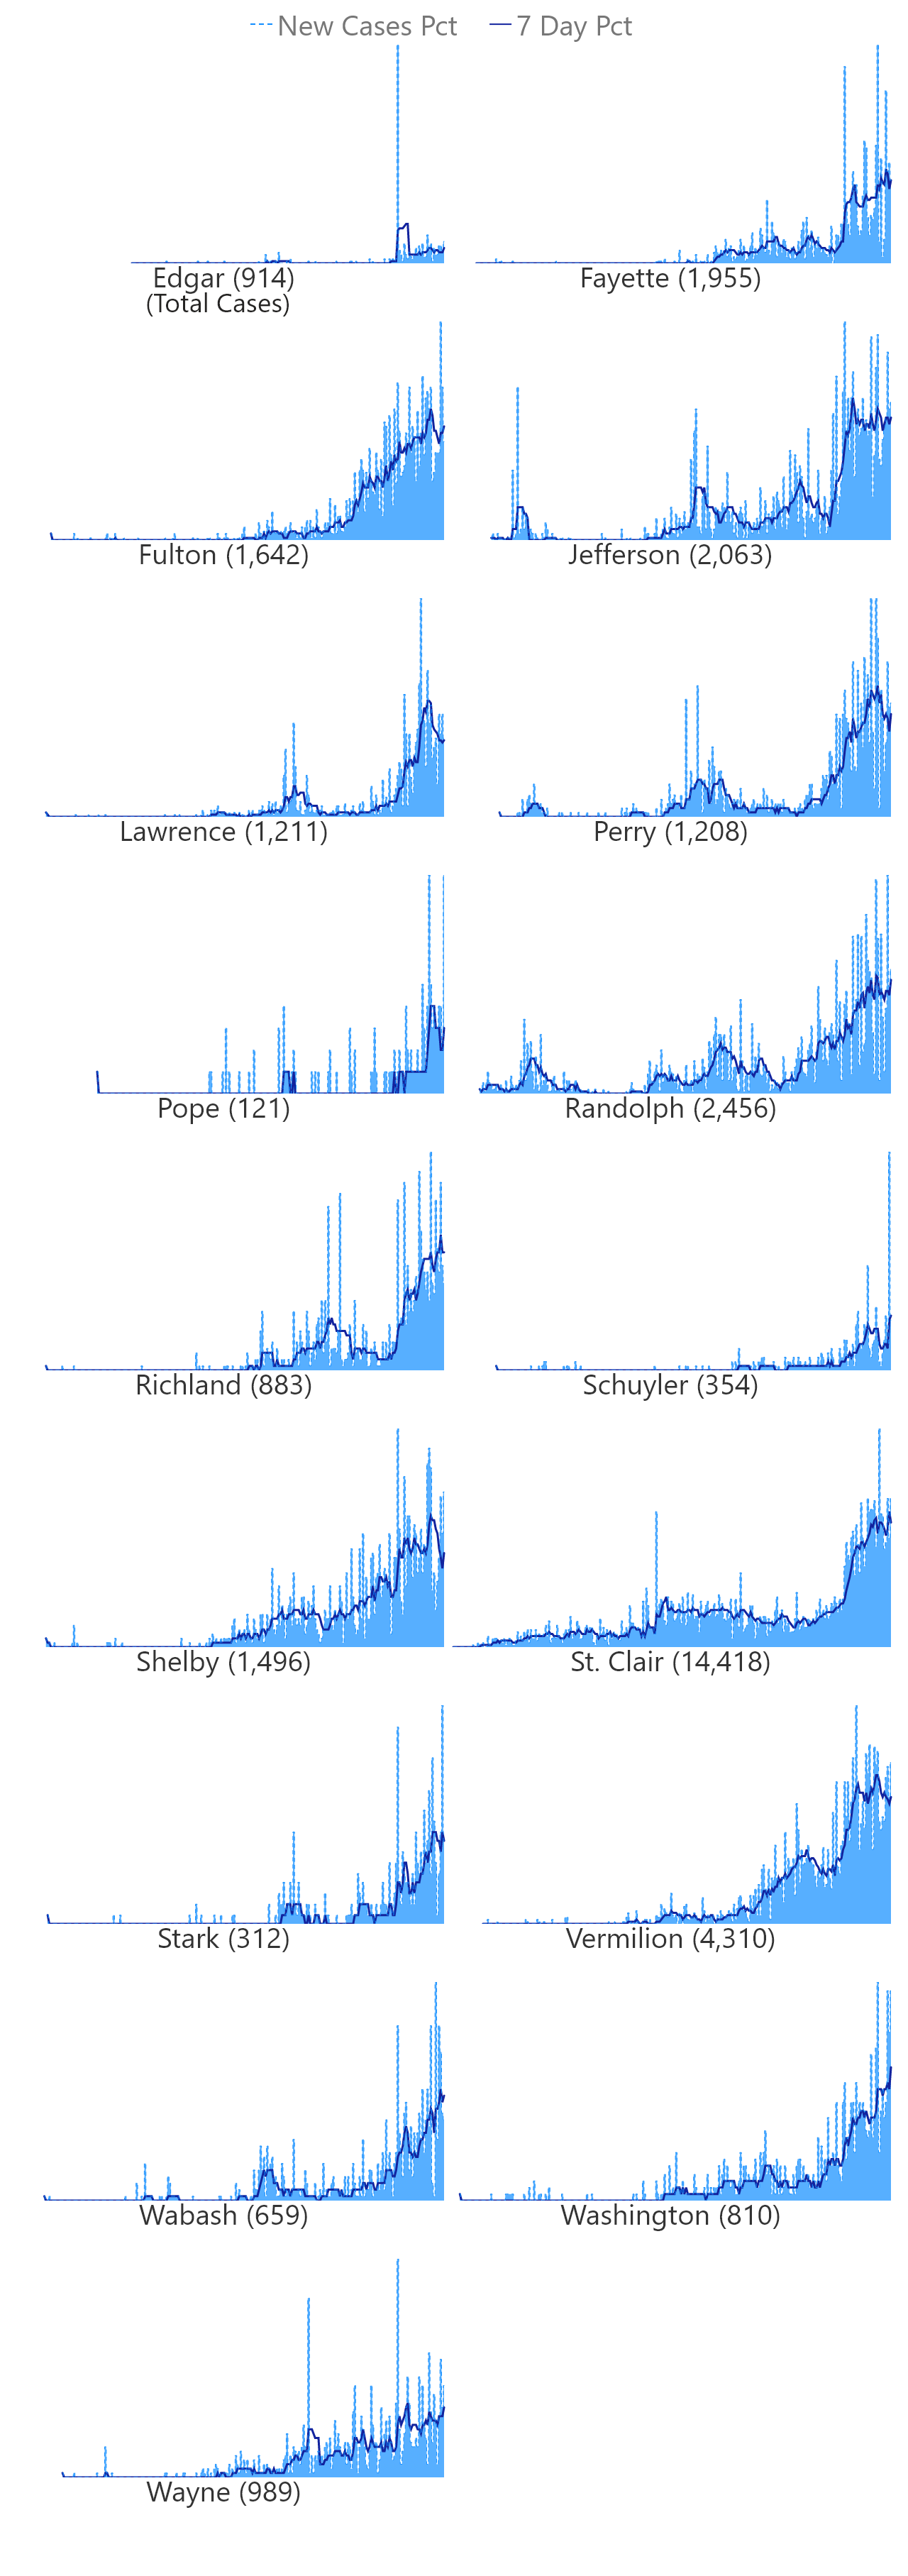 New Cases Pct 7 Day Pct
Edgar (914) Fayette (1,955)
(Total Cases)
Fulton (1,642) Jefferson (2,063)
Lawrence (1,211) Perry (1,208)
Pope (121) Randolph (2,456)
Richland (883) Schuyler (354)
Shelby (1,496) St. Clair (14,418)
Stark (312) Vermilion (4,310)
Wabash (659) Washington (810)
Wayne (989)